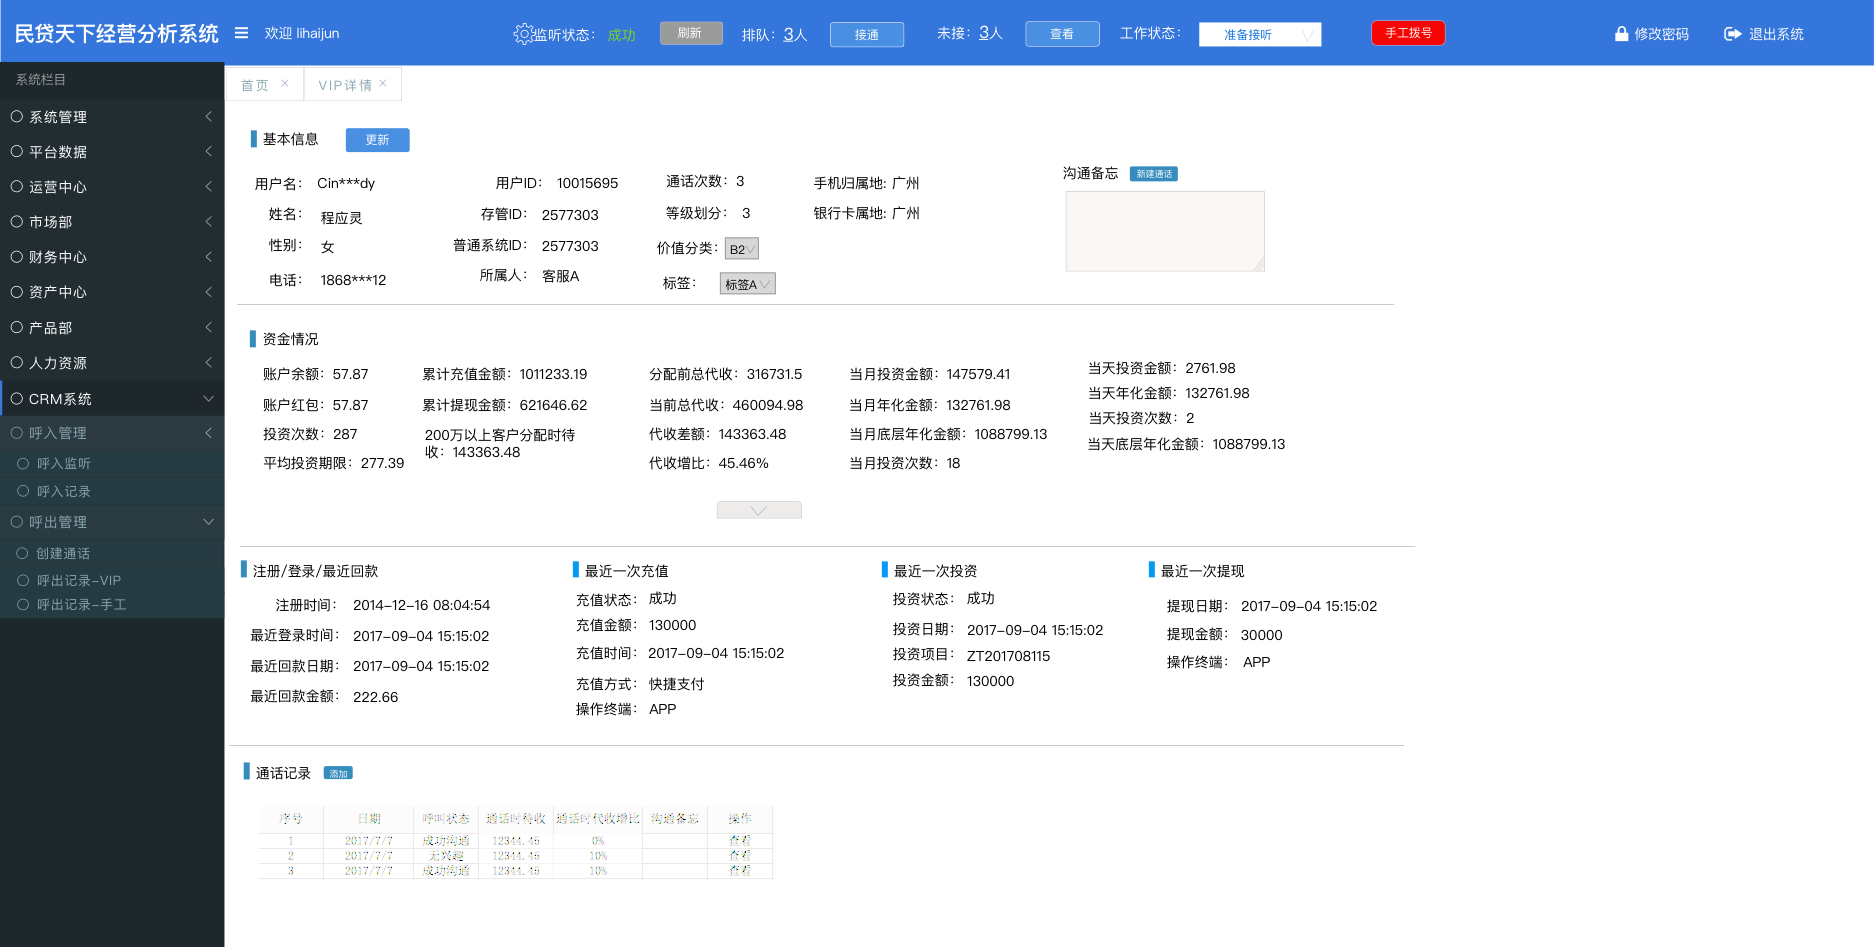 民贷天下经营分析系统 欢迎 lihaijun 监听状态： 成功 刷新 排队：3人 接通 未接：3人 查看 工作状态： 准备接听 手工拨号 修改密码 退出系统
系统栏目
系统管理
平台数据
运营中心
市场部
财务中心
资产中心
产品部
人力资源
CRM系统
呼入管理
呼入监听
呼入记录
呼出管理
创建通话
呼出记录-VIP
呼出记录-手工
首页 × VIP详情 ×
基本信息 更新
用户名： Cin***dy 用户ID： 10015695 通话次数：3 手机归属地: 广州
姓名： 程应灵 存管ID： 2577303 等级划分： 3 银行卡属地: 广州
性别： 女 普通系统ID： 2577303 价值分类： B2
电话： 1868***12 所属人： 客服A 标签： 标签A
沟通备忘 新建通话
资金情况
账户余额：57.87 累计充值金额：1011233.19 分配前总代收：316731.5 当月投资金额：147579.41 当天投资金额：2761.98
账户红包：57.87 累计提现金额：621646.62 当前总代收：460094.98 当月年化金额：132761.98 当天年化金额：132761.98
投资次数：287 200万以上客户分配时待 代收差额：143363.48 当月底层年化金额：1088799.13 当天投资次数：2
收：143363.48
平均投资期限：277.39 代收增比：45.46% 当月投资次数：18 当天底层年化金额：1088799.13
注册/登录/最近回款
注册时间： 2014-12-16 08:04:54
最近登录时间： 2017-09-04 15:15:02
最近回款日期： 2017-09-04 15:15:02
最近回款金额： 222.66
最近一次充值
充值状态： 成功
充值金额： 130000
充值时间： 2017-09-04 15:15:02
充值方式： 快捷支付
操作终端： APP
最近一次投资
投资状态： 成功
投资日期： 2017-09-04 15:15:02
投资项目： ZT201708115
投资金额： 130000
最近一次提现
提现日期： 2017-09-04 15:15:02
提现金额： 30000
操作终端： APP
通话记录 添加
序号 日期 呼叫状态 通话时待收 通话时代收增比 沟通备忘 操作
1 2017/7/7 成功沟通 12344.45 0% 查看
2 2017/7/7 无兴趣 12344.45 10% 查看
3 2017/7/7 成功沟通 12344.45 10% 查看